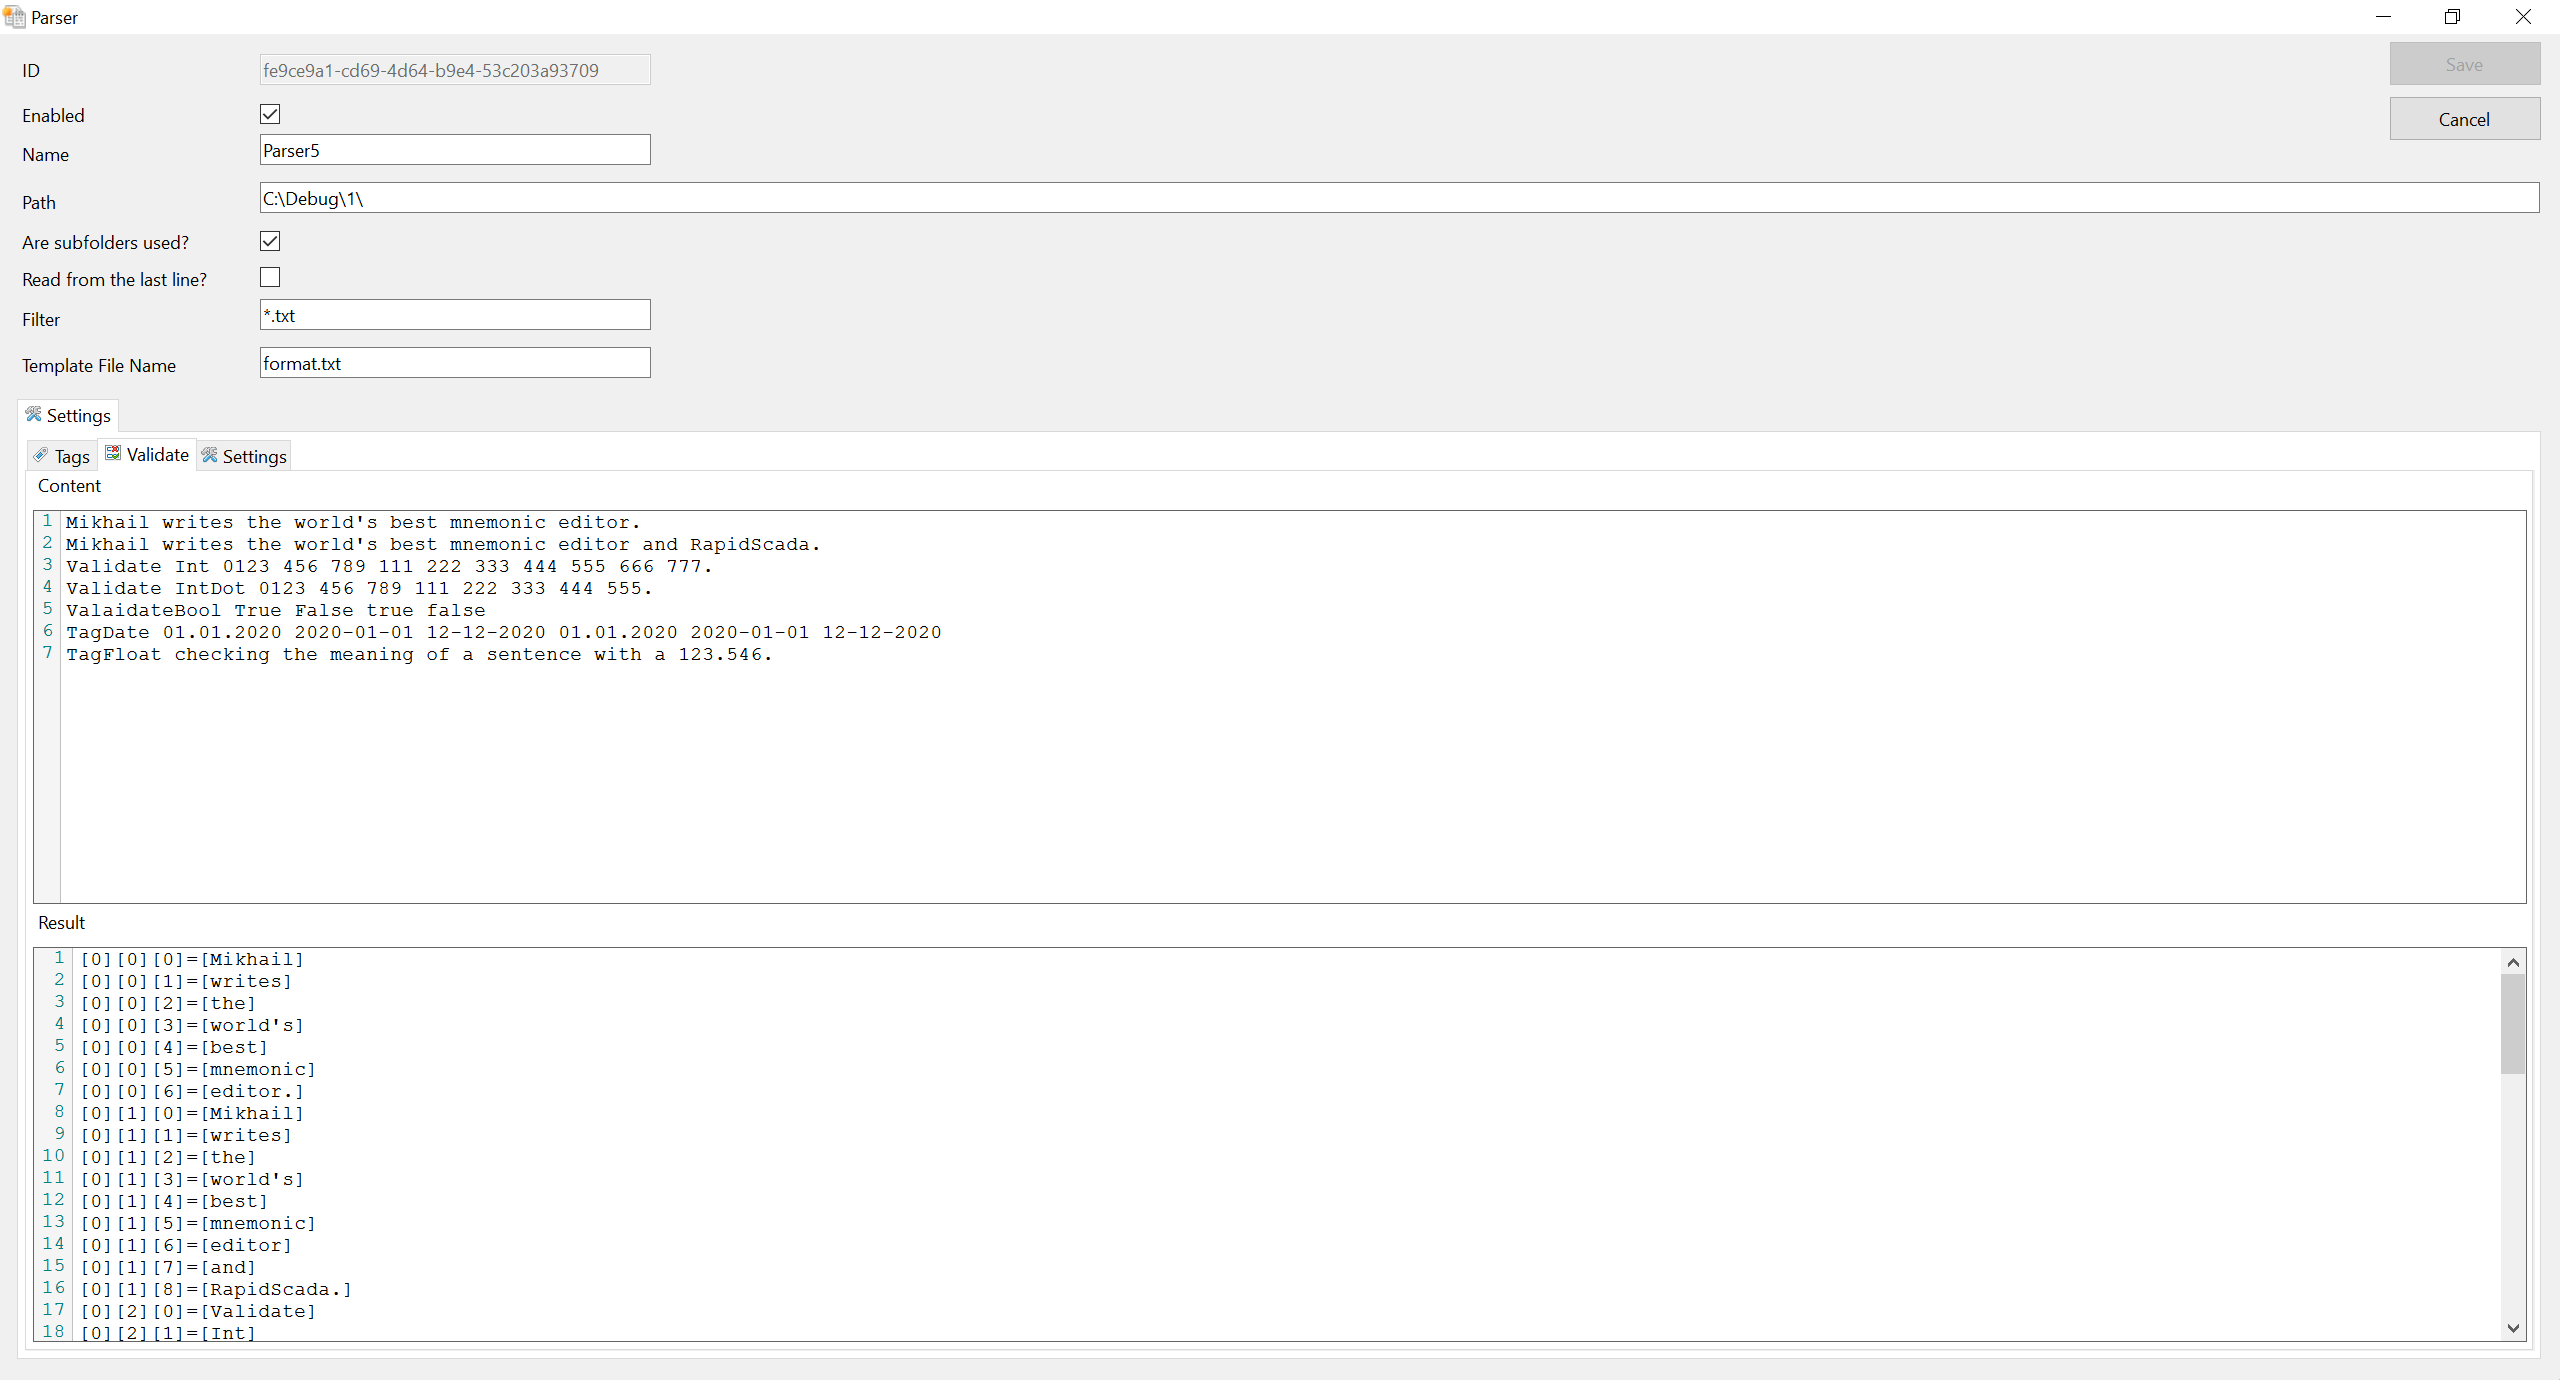 Parser
ID fe9ce9a1-cd69-4d64-b9e4-53c203a93709 Save
Enabled Cancel
Name Parser5
Path C:\Debug\1\
Are subfolders used?
Read from the last line?
Filter *.txt
Template File Name format.txt
Settings
Tags Validate Settings
Content
1 Mikhail writes the world's best mnemonic editor.
2 Mikhail writes the world's best mnemonic editor and RapidScada.
3 Validate Int 0123 456 789 111 222 333 444 555 666 777.
4 Validate IntDot 0123 456 789 111 222 333 444 555.
5 ValaidateBool True False true false
6 TagDate 01.01.2020 2020-01-01 12-12-2020 01.01.2020 2020-01-01 12-12-2020
7 TagFloat checking the meaning of a sentence with a 123.546.
Result
1 [0][0][0]=[Mikhail]
2 [0][0][1]=[writes]
3 [0][0][2]=[the]
4 [0][0][3]=[world's]
5 [0][0][4]=[best]
6 [0][0][5]=[mnemonic]
7 [0][0][6]=[editor.]
8 [0][1][0]=[Mikhail]
9 [0][1][1]=[writes]
10 [0][1][2]=[the]
11 [0][1][3]=[world's]
12 [0][1][4]=[best]
13 [0][1][5]=[mnemonic]
14 [0][1][6]=[editor]
15 [0][1][7]=[and]
16 [0][1][8]=[RapidScada.]
17 [0][2][0]=[Validate]
18 [0][2][1]=[Int]